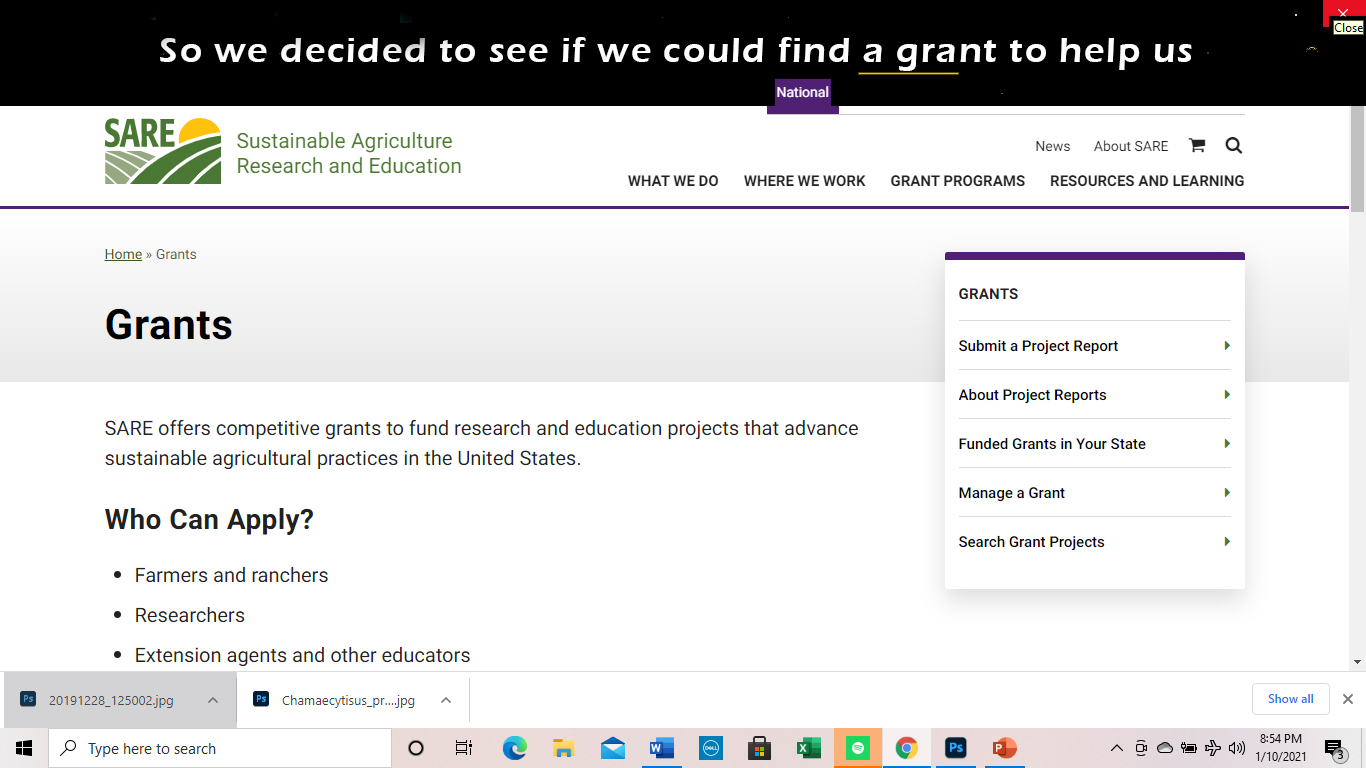 So we decided to see if we could find a grant to help us
Close
National
SARE
Sustainable Agriculture
Research and Education
News About SARE
WHAT WE DO WHERE WE WORK GRANT PROGRAMS RESOURCES AND LEARNING
Home » Grants
Grants
GRANTS
Submit a Project Report
About Project Reports
Funded Grants in Your State
Manage a Grant
Search Grant Projects
SARE offers competitive grants to fund research and education projects that advance
sustainable agricultural practices in the United States.
Who Can Apply?
• Farmers and ranchers
• Researchers
• Extension agents and other educators
Ps 20191228_125002.jpg
Ps Chamaecytisus_pr....jpg
Show all
Type here to search
W
DELL
X
Ps
P
8:54 PM
1/10/2021
3